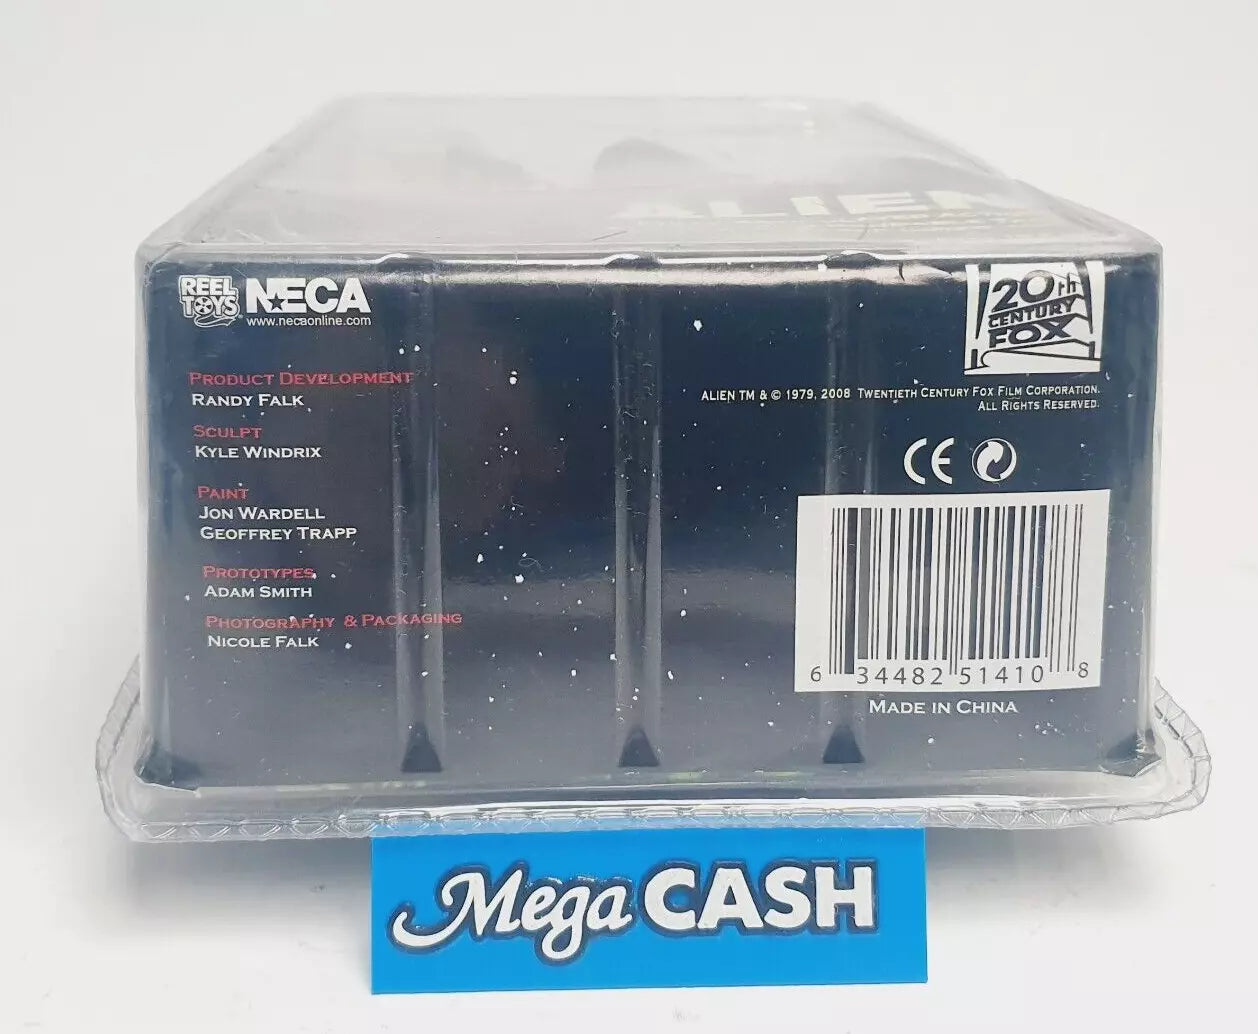 ALIEN
REEL TOYS
NECA
www.necaonline.com
20th CENTURY FOX
PRODUCT DEVELOPMENT
RANDY FALK
SCULPT
KYLE WINDRIX
PAINT
JON WARDELL
GEOFFREY TRAPP
PROTOTYPES
ADAM SMITH
PHOTOGRAPHY & PACKAGING
NICOLE FALK
ALIEN TM & © 1979, 2008 TWENTIETH CENTURY FOX FILM CORPORATION.
ALL RIGHTS RESERVED.
CE
6 34482 51410 8
MADE IN CHINA
Mega CASH